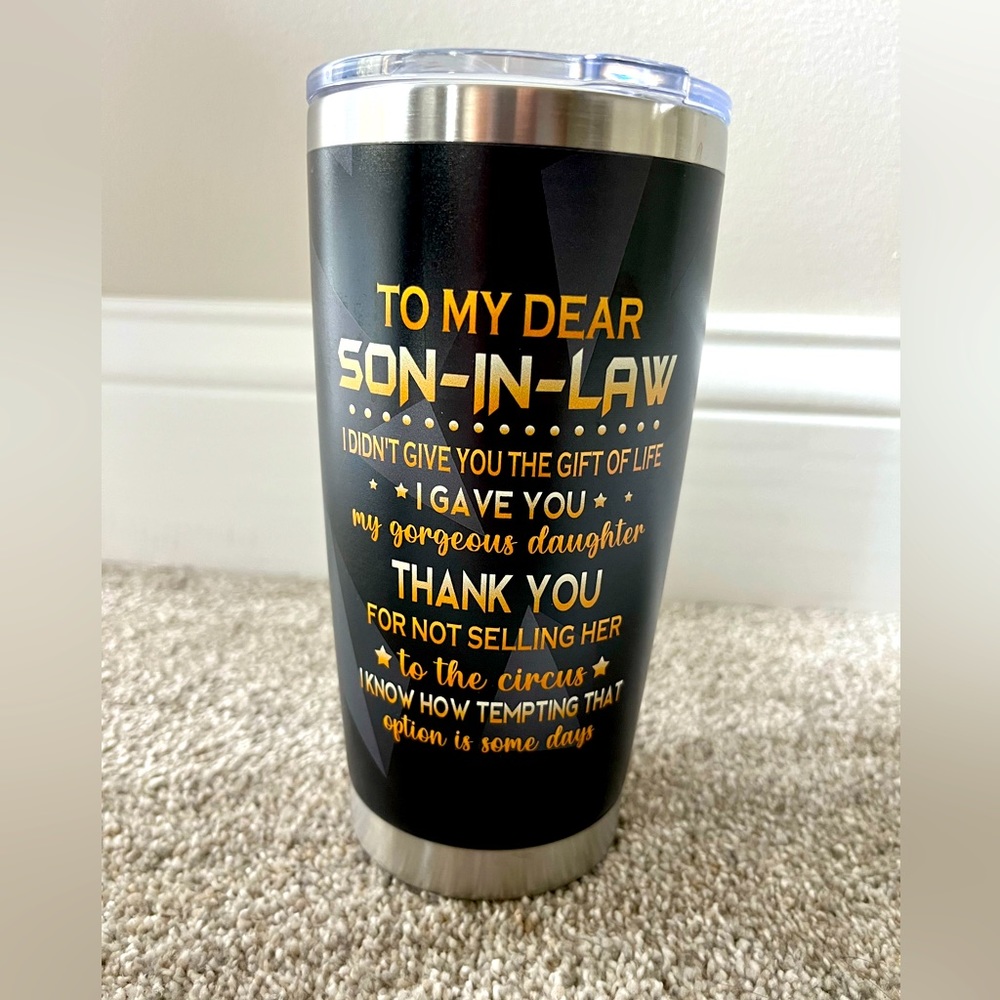 TO MY DEAR
SON-IN-LAW
I DIDN'T GIVE YOU THE GIFT OF LIFE
I GAVE YOU
my gorgeous daughter
THANK YOU
FOR NOT SELLING HER
to the circus
I KNOW HOW TEMPTING THAT
option is some days